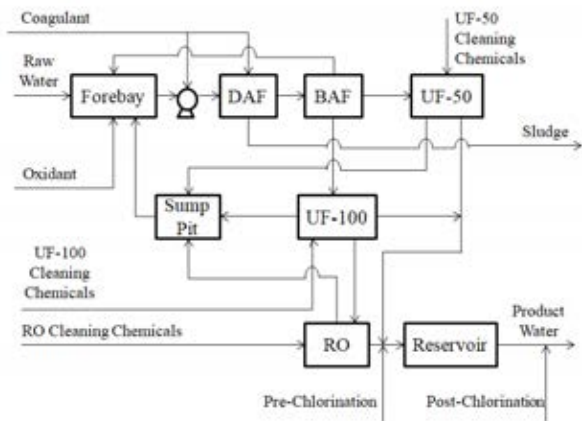 Coagulant
UF-50
Cleaning
Chemicals
Raw
Water
Forebay
DAF
BAF
UF-50
Sludge
Oxidant
Sump
Pit
UF-100
UF-100
Cleaning
Chemicals
RO Cleaning Chemicals
RO
Reservoir
Product
Water
Pre-Chlorination
Post-Chlorination